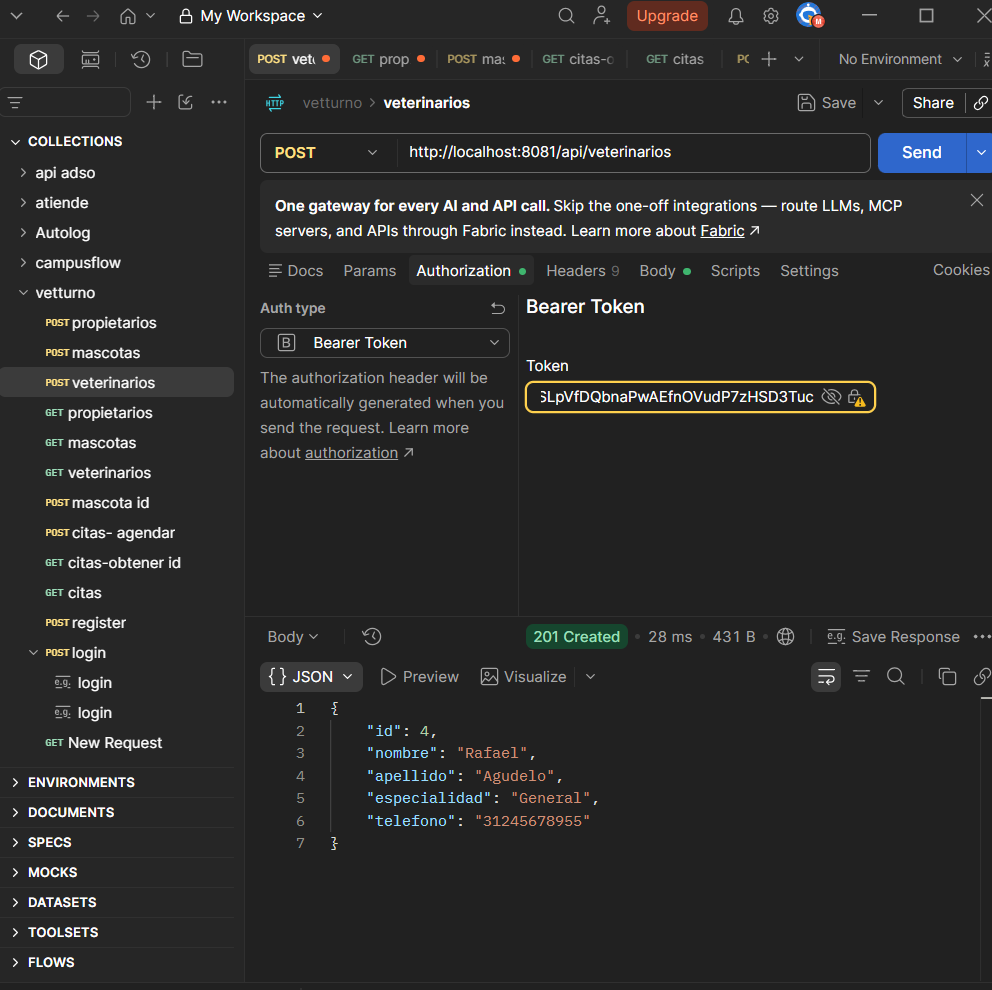 My Workspace
Upgrade
POST vet
GET prop
POST mas
GET citas-o
GET citas
PO
No Environment
vetturno > veterinarios
Save
Share
POST
http://localhost:8081/api/veterinarios
Send
One gateway for every AI and API call. Skip the one-off integrations — route LLMs, MCP
servers, and APIs through Fabric instead. Learn more about Fabric ↗
Docs
Params
Authorization
Headers 9
Body
Scripts
Settings
Cookies
Auth type
Bearer Token
The authorization header will be
automatically generated when you
send the request. Learn more
about authorization ↗
Bearer Token
Token
SLpVfDQbnaPwAEfnOVudP7zHSD3Tuc
COLLECTIONS
api adso
atiende
Autolog
campusflow
vetturno
POST propietarios
POST mascotas
POST veterinarios
GET propietarios
GET mascotas
GET veterinarios
POST mascota id
POST citas- agendar
GET citas-obtener id
GET citas
POST register
POST login
e.g. login
e.g. login
GET New Request
ENVIRONMENTS
DOCUMENTS
SPECS
MOCKS
DATASETS
TOOLSETS
FLOWS
Body
201 Created
28 ms
431 B
e.g. Save Response
{} JSON
Preview
Visualize
1 {
2 "id": 4,
3 "nombre": "Rafael",
4 "apellido": "Agudelo",
5 "especialidad": "General",
6 "telefono": "31245678955"
7 }